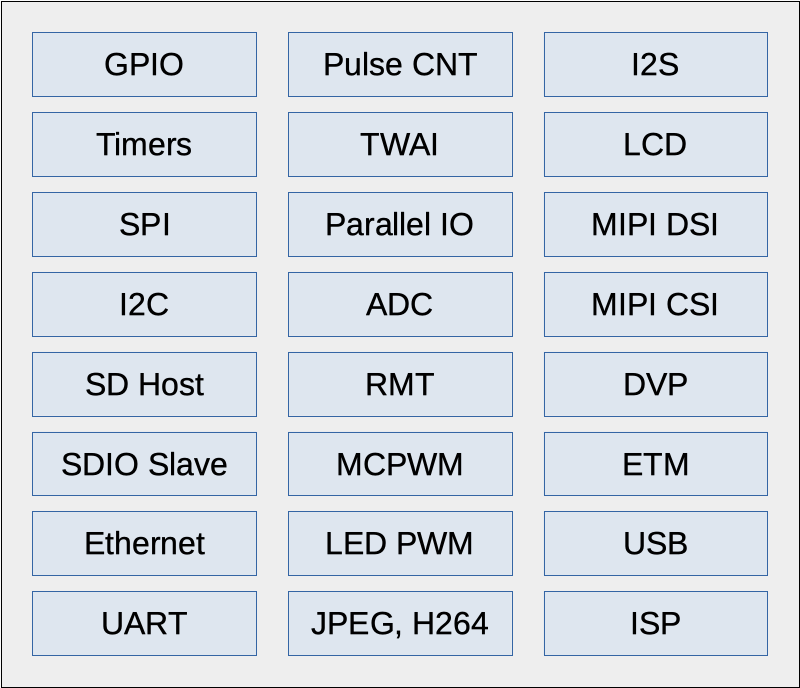 GPIO
Pulse CNT
I2S
Timers
TWAI
LCD
SPI
Parallel IO
MIPI DSI
I2C
ADC
MIPI CSI
SD Host
RMT
DVP
SDIO Slave
MCPWM
ETM
Ethernet
LED PWM
USB
UART
JPEG, H264
ISP